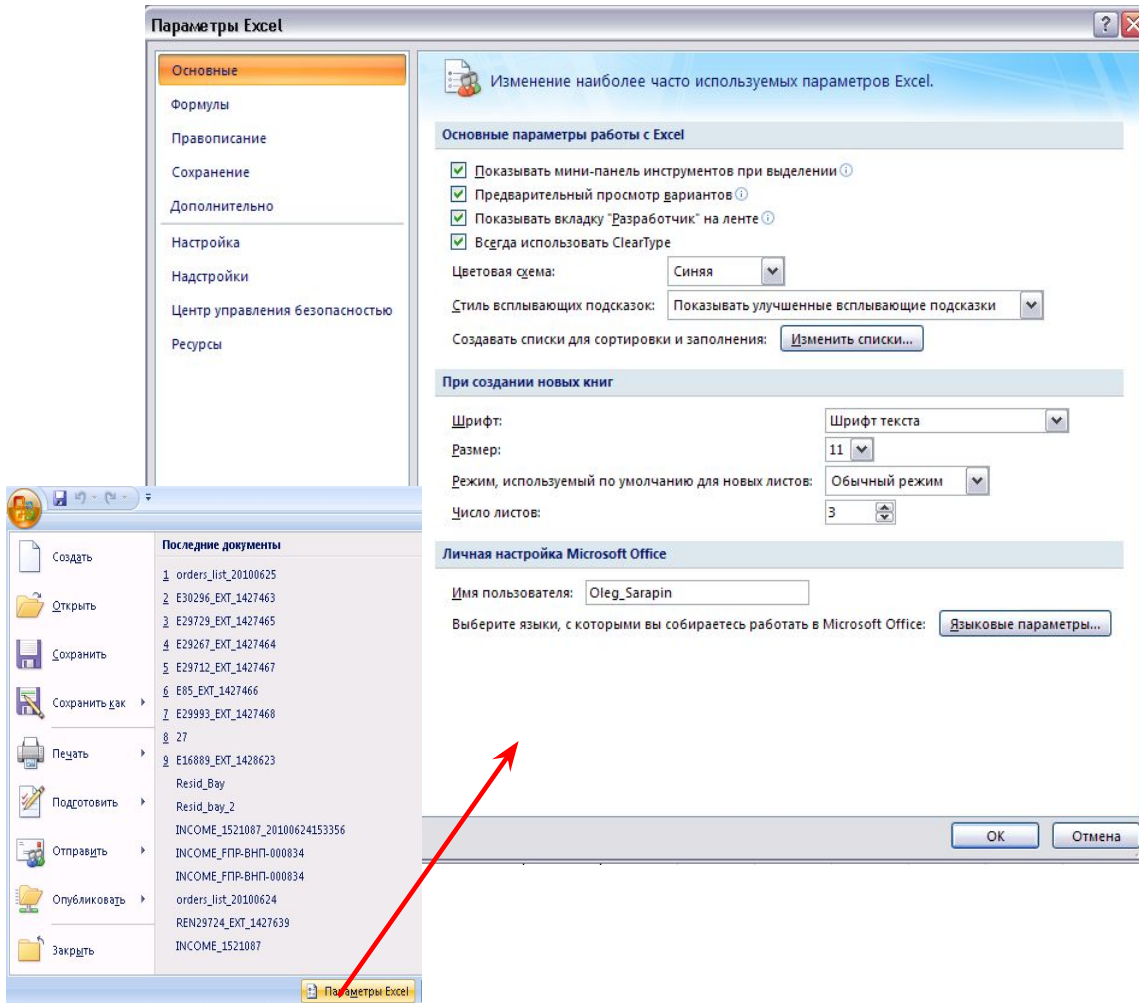 Параметры Excel
Основные
Формулы
Правописание
Сохранение
Дополнительно
Настройка
Надстройки
Центр управления безопасностью
Ресурсы
Изменение наиболее часто используемых параметров Excel.
Основные параметры работы с Excel
Показывать мини-панель инструментов при выделении
Предварительный просмотр вариантов
Показывать вкладку "Разработчик" на ленте
Всегда использовать ClearType
Цветовая схема: Синяя
Стиль всплывающих подсказок: Показывать улучшенные всплывающие подсказки
Создавать списки для сортировки и заполнения: Изменить списки...
При создании новых книг
Шрифт: Шрифт текста
Размер: 11
Режим, используемый по умолчанию для новых листов: Обычный режим
Число листов: 3
Личная настройка Microsoft Office
Имя пользователя: Oleg_Sarapin
Выберите языки, с которыми вы собираетесь работать в Microsoft Office: Языковые параметры...
OK Отмена
Создать
Открыть
Сохранить
Сохранить как
Печать
Подготовить
Отправить
Опубликовать
Закрыть
Последние документы
1 orders_list_20100625
2 E30296_EXT_1427463
3 E29729_EXT_1427465
4 E29267_EXT_1427464
5 E29712_EXT_1427467
6 E85_EXT_1427466
7 E29993_EXT_1427468
8 27
9 E16889_EXT_1428623
Resid_Bay
Resid_bay_2
INCOME_1521087_20100624153356
INCOME_ГПР-ВНП-000834
INCOME_ГПР-ВНП-000834
orders_list_20100624
REN29724_EXT_1427639
INCOME_1521087
Параметры Excel